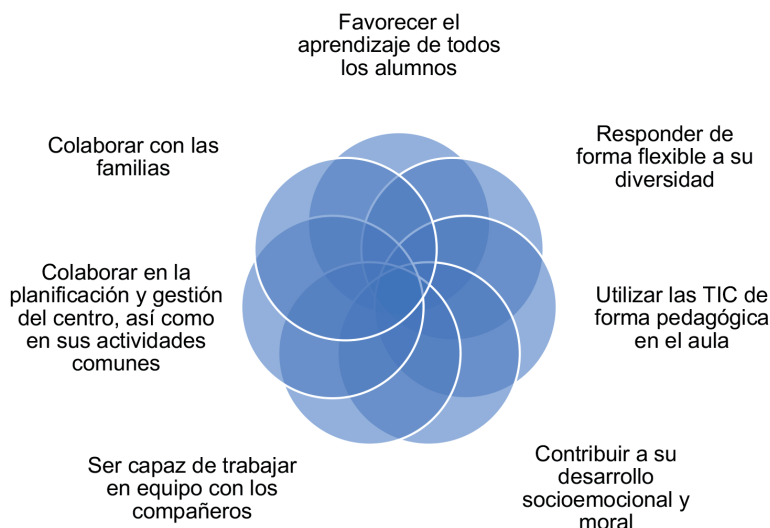 Favorecer el
aprendizaje de todos
los alumnos
Responder de
forma flexible a su
diversidad
Utilizar las TIC de
forma pedagógica
en el aula
Contribuir a su
desarrollo
socioemocional y
moral
Ser capaz de trabajar
en equipo con los
compañeros
Colaborar en la
planificación y gestión
del centro, así como
en sus actividades
comunes
Colaborar con las
familias